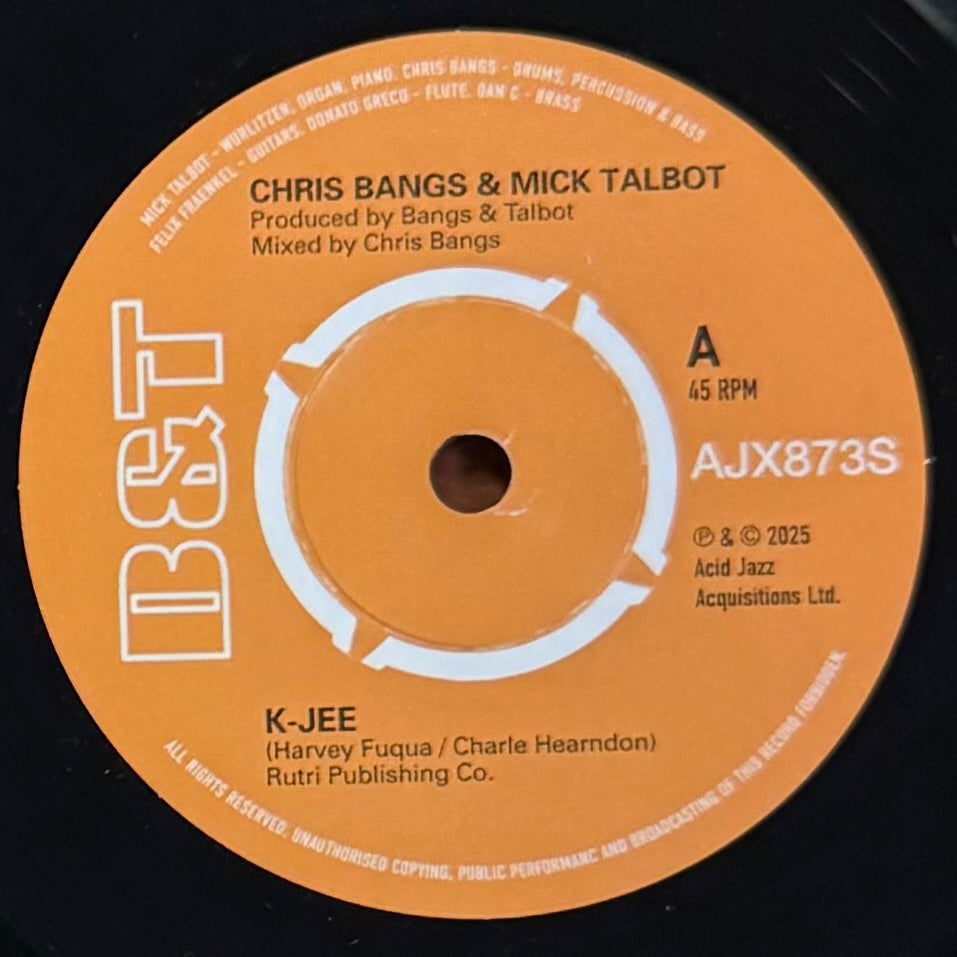 MICK TALBOT - WURLITZER, ORGAN, PIANO. CHRIS BANGS - DRUMS, PERCUSSION & BASS
FELIX FRAENKEL - GUITARS. DONATO GRECO - FLUTE. DAN C - BRASS
CHRIS BANGS & MICK TALBOT
Produced by Bangs & Talbot
Mixed by Chris Bangs
B&T
A
45 RPM
AJX873S
℗ & © 2025
Acid Jazz
Acquisitions Ltd.
K-JEE
(Harvey Fuqua / Charle Hearndon)
Rutri Publishing Co.
ALL RIGHTS RESERVED. UNAUTHORISED COPYING, PUBLIC PERFORMANC AND BROADCASTING OF THIS RECORD FORBIDDEN.